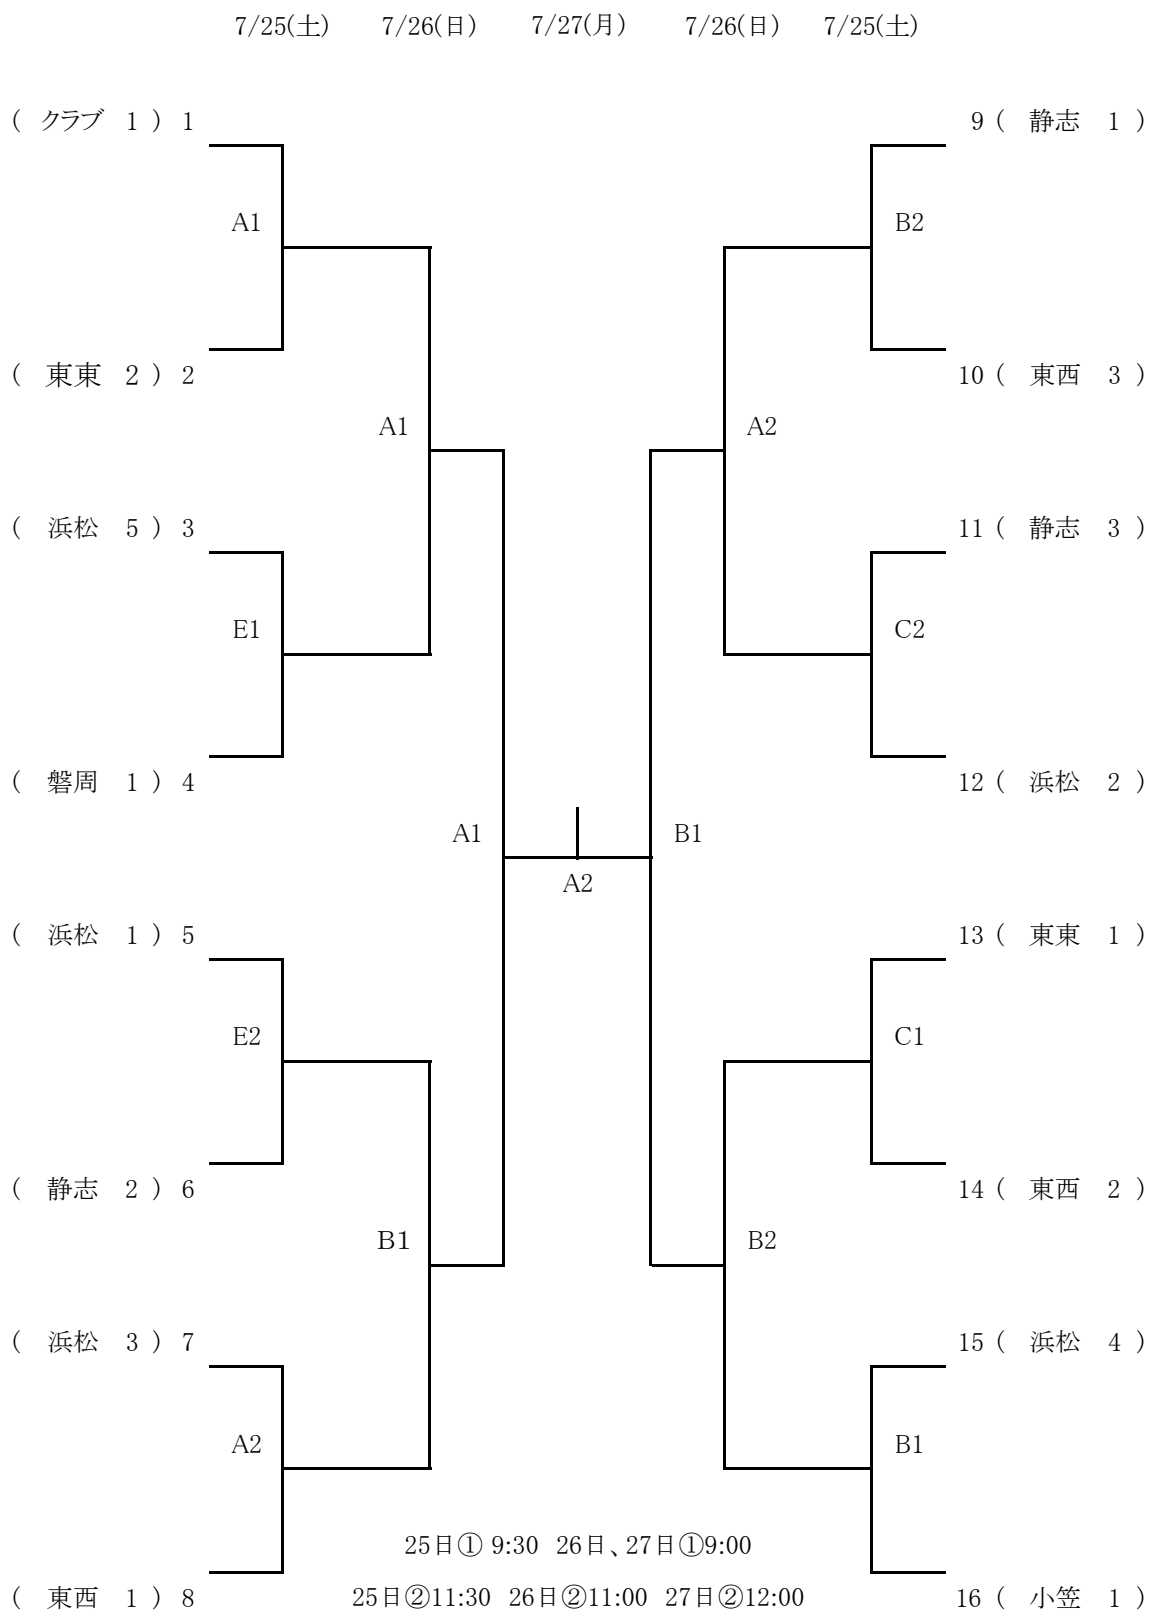 7/25(土) 7/26(日) 7/27(月) 7/26(日) 7/25(土)
( クラブ 1 ) 1 9 ( 静志 1 )
A1 B2
( 東東 2 ) 2 10 ( 東西 3 )
A1 A2
( 浜松 5 ) 3 11 ( 静志 3 )
E1 C2
( 磐周 1 ) 4 12 ( 浜松 2 )
A1 B1
A2
( 浜松 1 ) 5 13 ( 東東 1 )
E2 C1
( 静志 2 ) 6 14 ( 東西 2 )
B1 B2
( 浜松 3 ) 7 15 ( 浜松 4 )
A2 B1
25日① 9:30 26日、27日①9:00
( 東西 1 ) 8 25日②11:30 26日②11:00 27日②12:00 16 ( 小笠 1 )